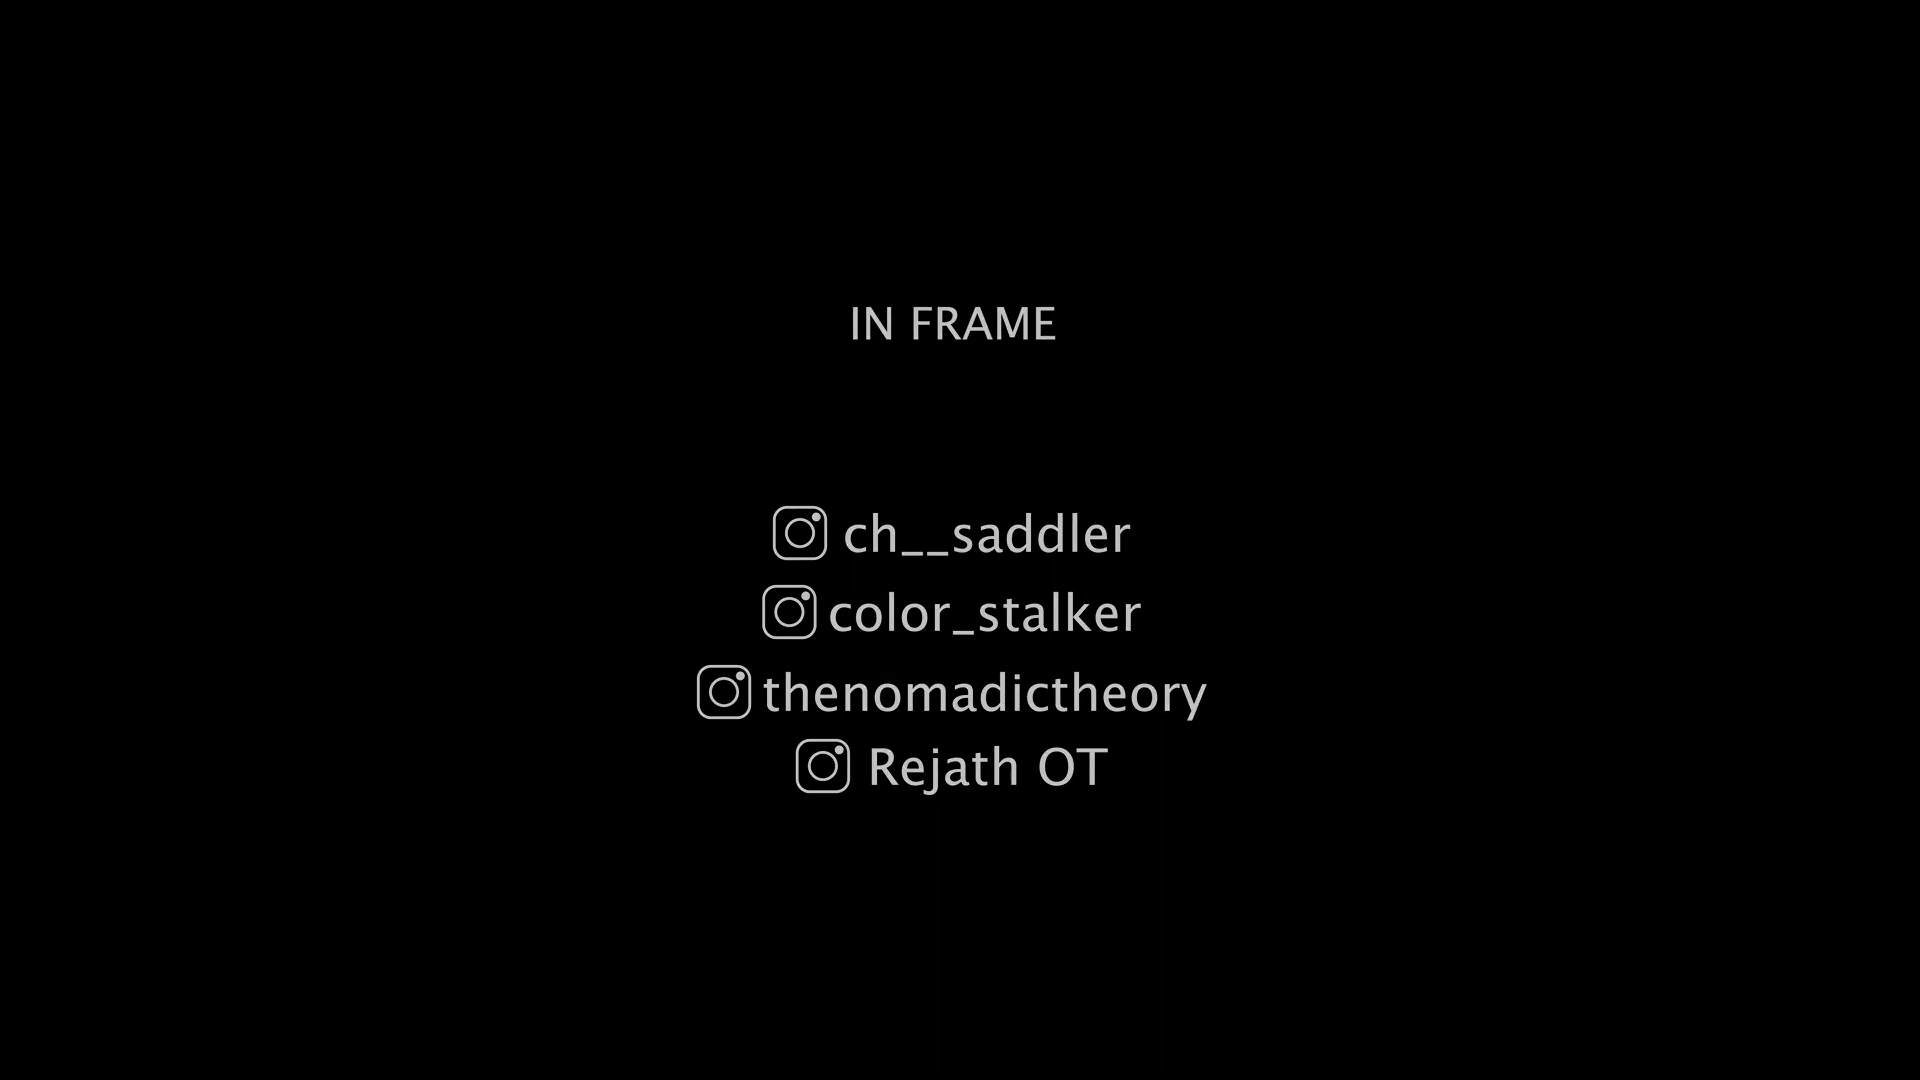 IN FRAME
ch__saddler
color_stalker
thenomadictheory
Rejath OT